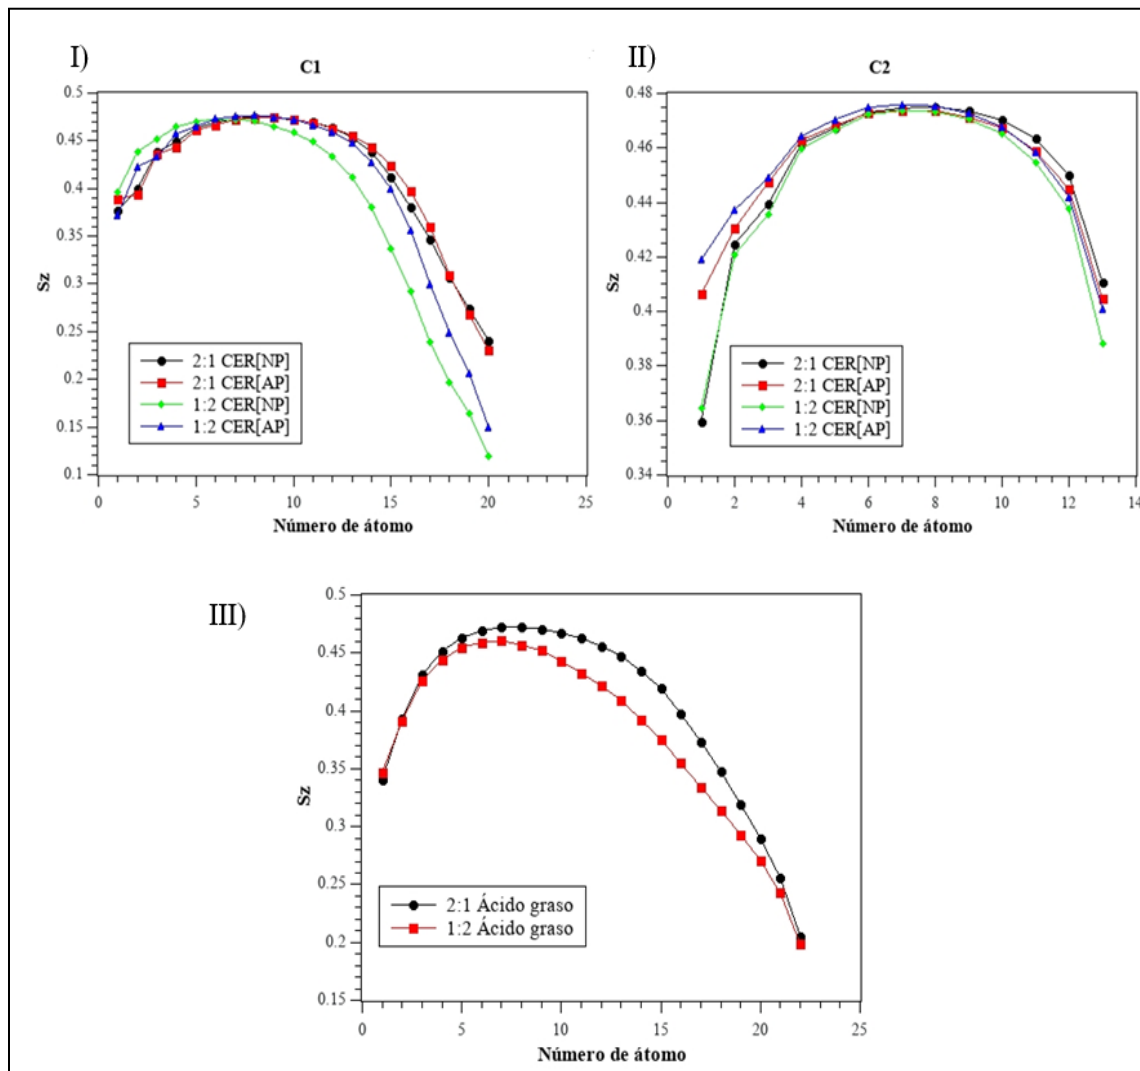 I)
C1
0.5
0.45
0.4
0.35
0.3
0.25
0.2
0.15
0.1
Sz
2:1 CER[NP]
2:1 CER[AP]
1:2 CER[NP]
1:2 CER[AP]
0 5 10 15 20 25
Número de átomo
II)
C2
0.48
0.46
0.44
0.42
0.4
0.38
0.36
0.34
Sz
2:1 CER[NP]
2:1 CER[AP]
1:2 CER[NP]
1:2 CER[AP]
0 2 4 6 8 10 12 14
Número de átomo
III)
0.5
0.45
0.4
0.35
0.3
0.25
0.2
0.15
Sz
2:1 Ácido graso
1:2 Ácido graso
0 5 10 15 20 25
Número de átomo